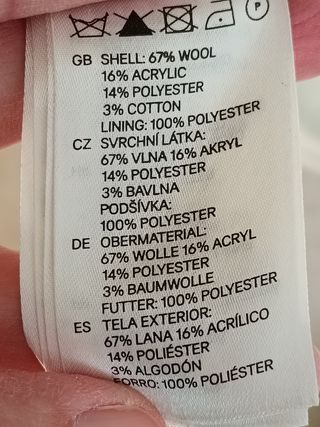 P
GB SHELL: 67% WOOL
16% ACRYLIC
14% POLYESTER
3% COTTON
LINING: 100% POLYESTER
CZ SVRCHNÍ LÁTKA:
67% VLNA 16% AKRYL
14% POLYESTER
3% BAVLNA
PODŠÍVKA:
100% POLYESTER
DE OBERMATERIAL:
67% WOLLE 16% ACRYL
14% POLYESTER
3% BAUMWOLLE
FUTTER: 100% POLYESTER
ES TELA EXTERIOR:
67% LANA 16% ACRÍLICO
14% POLIÉSTER
3% ALGODÓN
FORRO: 100% POLIÉSTER